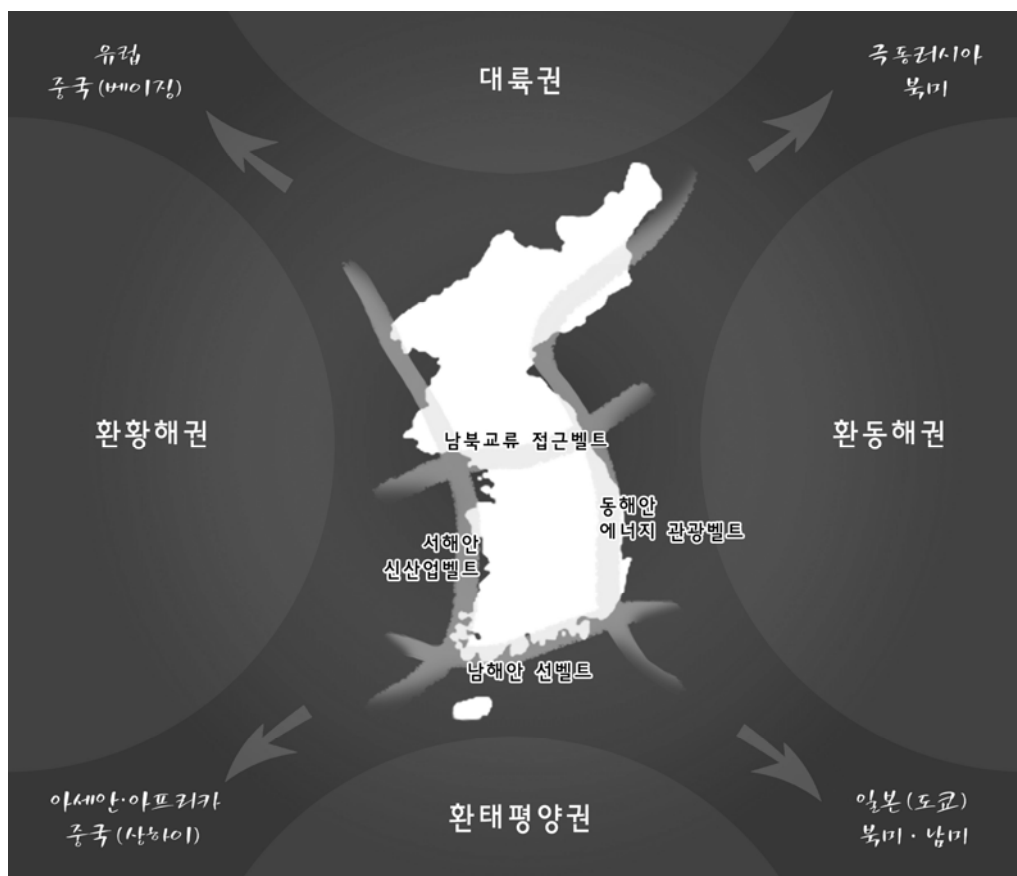 유럽
중국(베이징)
대륙권
극동러시아
북미
환황해권
남북교류 접근벨트
환동해권
동해안
에너지 관광벨트
서해안
신산업벨트
남해안 선벨트
아세안·아프리카
중국(상하이)
환태평양권
일본(도쿄)
북미·남미